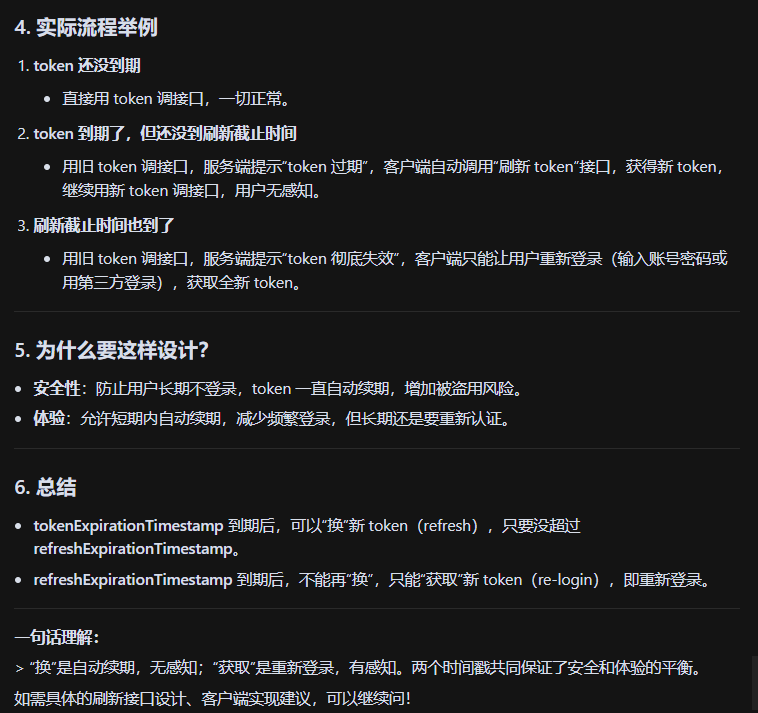 4. 实际流程举例
1. token 还没到期
• 直接用 token 调接口，一切正常。
2. token 到期了，但还没到刷新截止时间
• 用旧 token 调接口，服务端提示“token 过期”，客户端自动调用“刷新 token”接口，获得新 token，
继续用新 token 调接口，用户无感知。
3. 刷新截止时间也到了
• 用旧 token 调接口，服务端提示“token 彻底失效”，客户端只能让用户重新登录（输入账号密码或
用第三方登录），获取全新 token。
5. 为什么要这样设计？
• 安全性：防止用户长期不登录，token 一直自动续期，增加被盗用风险。
• 体验：允许短期内自动续期，减少频繁登录，但长期还是要重新认证。
6. 总结
• tokenExpirationTimestamp 到期后，可以“换”新 token（refresh），只要没超过
refreshExpirationTimestamp。
• refreshExpirationTimestamp 到期后，不能再“换”，只能“获取”新 token（re-login），即重新登录。
一句话理解：
> “换”是自动续期，无感知；“获取”是重新登录，有感知。两个时间戳共同保证了安全和体验的平衡。
如需具体的刷新接口设计、客户端实现建议，可以继续问！